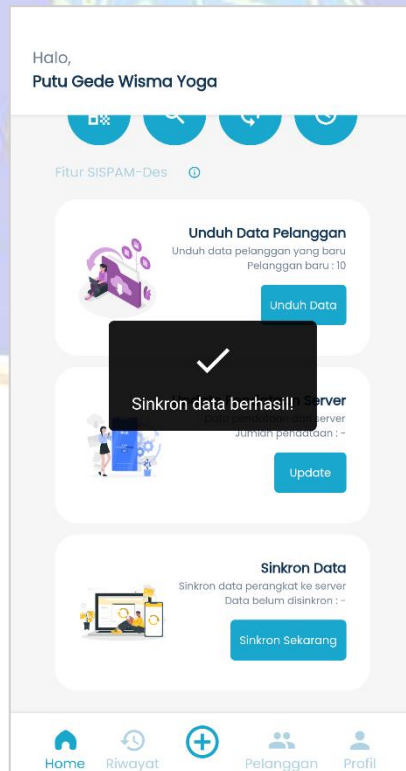 Halo,
Putu Gede Wisma Yoga
Fitur SISPAM-Des
Unduh Data Pelanggan
Unduh data pelanggan yang baru
Pelanggan baru : 10
Unduh Data
Sinkron data berhasil!
Server
server
Jumlah pendataan : -
Update
Sinkron Data
Sinkron data perangkat ke server
Data belum disinkron : -
Sinkron Sekarang
Home Riwayat Pelanggan Profil